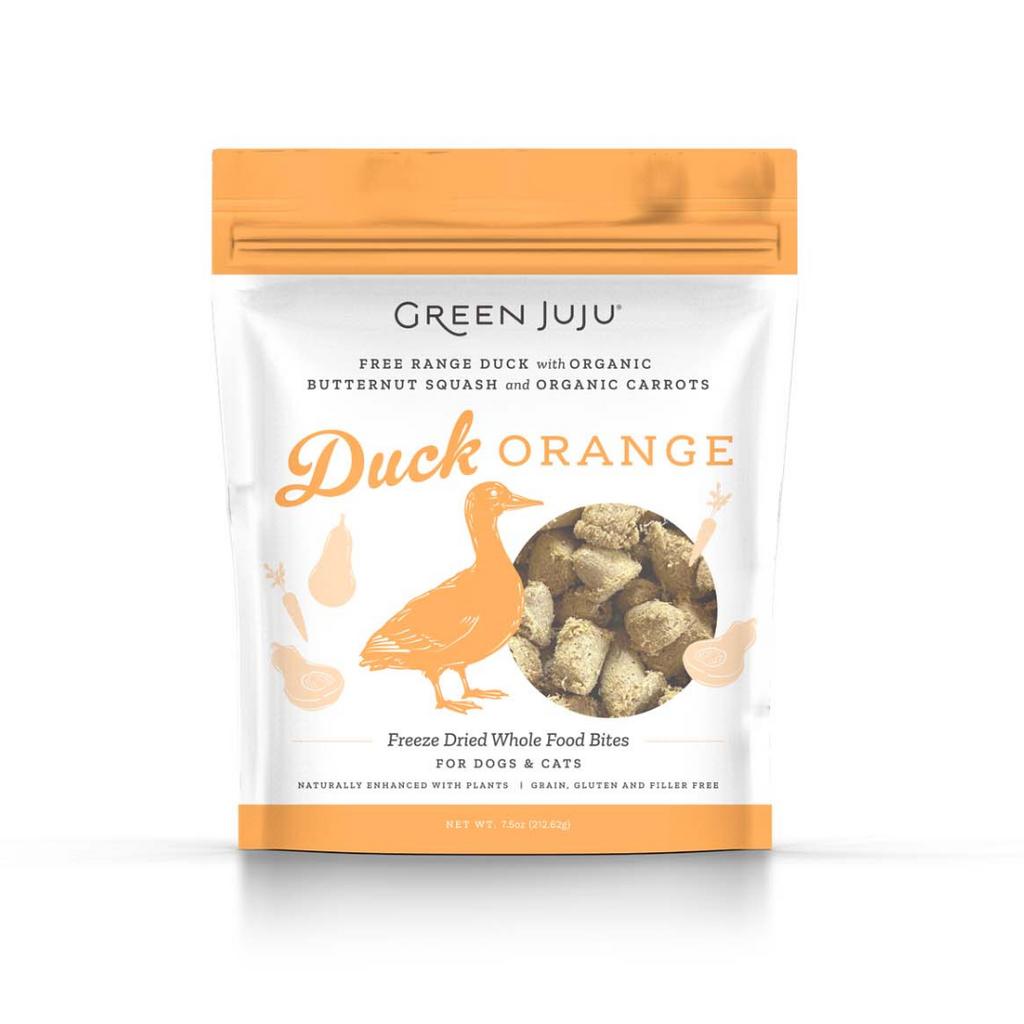 GREEN JUJU®
FREE RANGE DUCK with ORGANIC
BUTTERNUT SQUASH and ORGANIC CARROTS
Duck ORANGE
Freeze Dried Whole Food Bites
FOR DOGS & CATS
NATURALLY ENHANCED WITH PLANTS | GRAIN, GLUTEN AND FILLER FREE
NET WT. 7.5oz (212.62g)